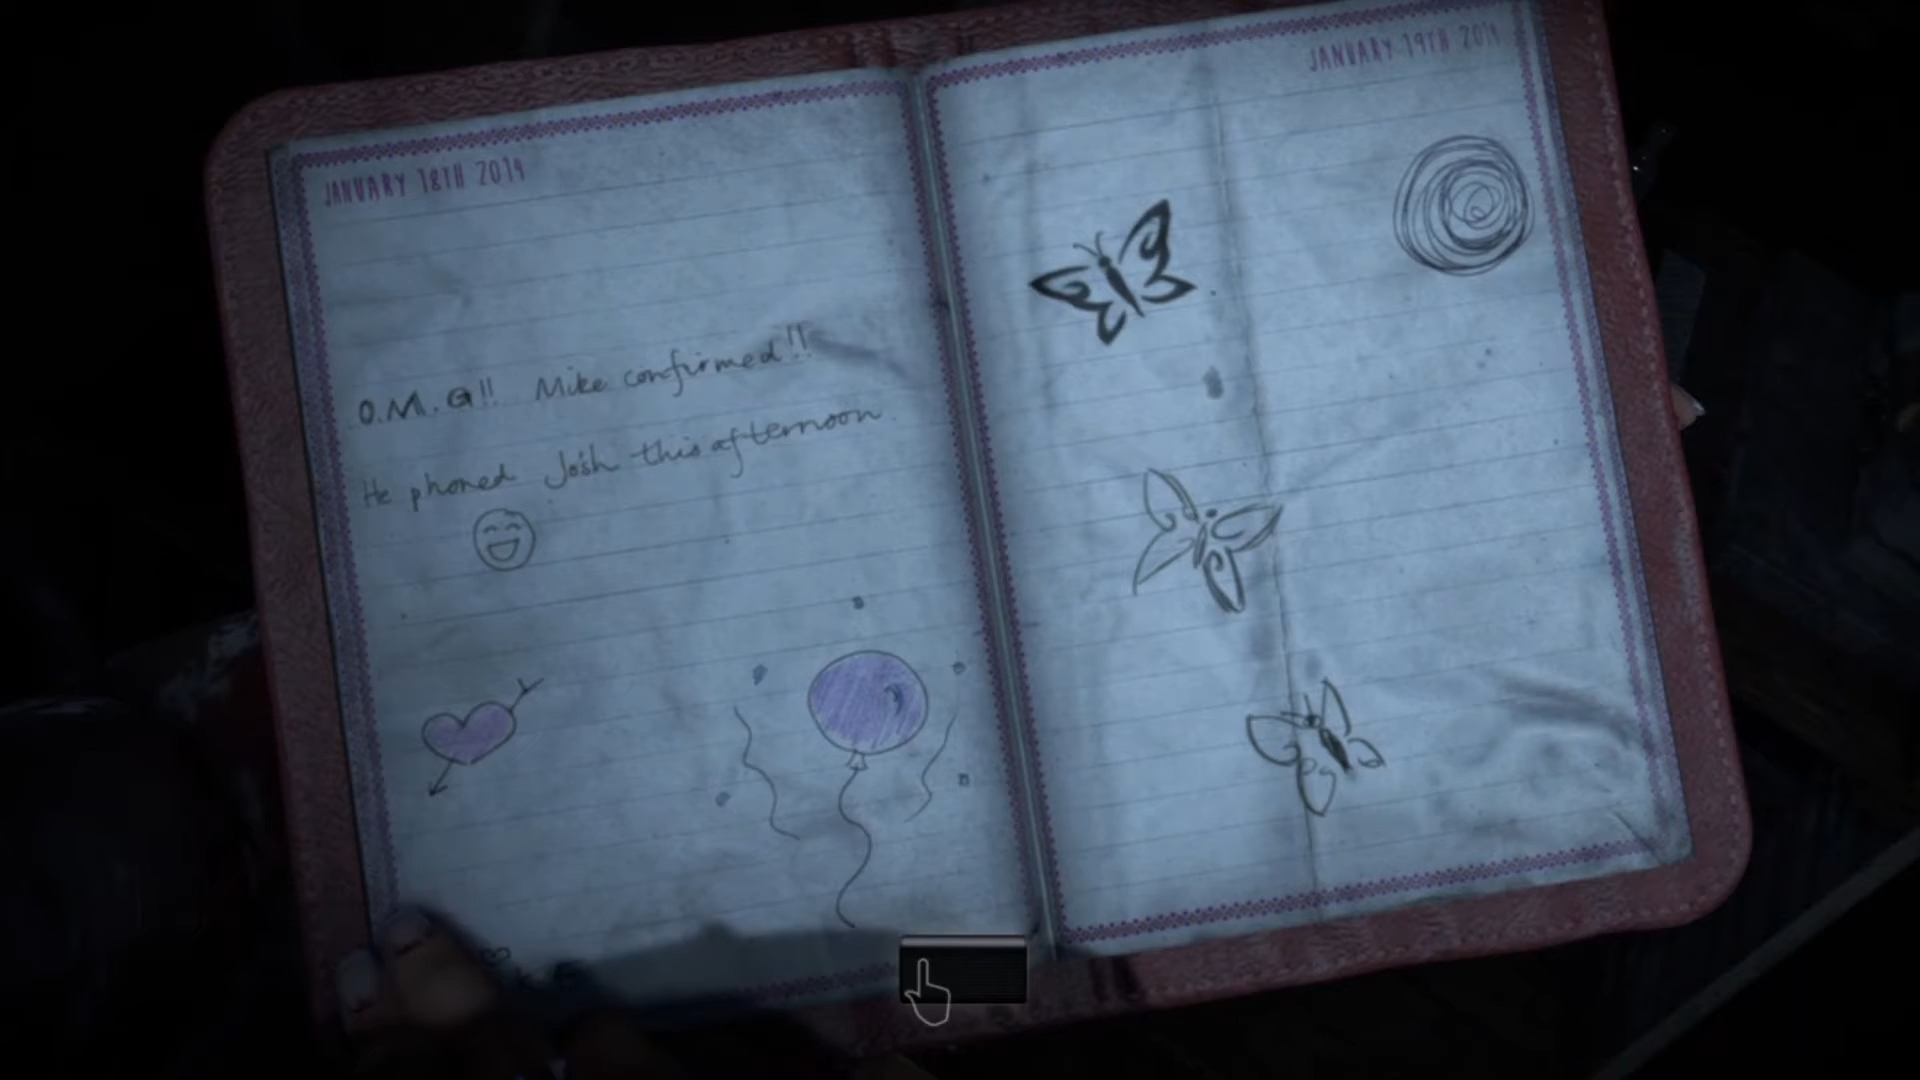 JANUARY 18TH 2014
O.M.G!! Mike confirmed!!
He phoned Josh this afternoon.
JANUARY 19TH 2014